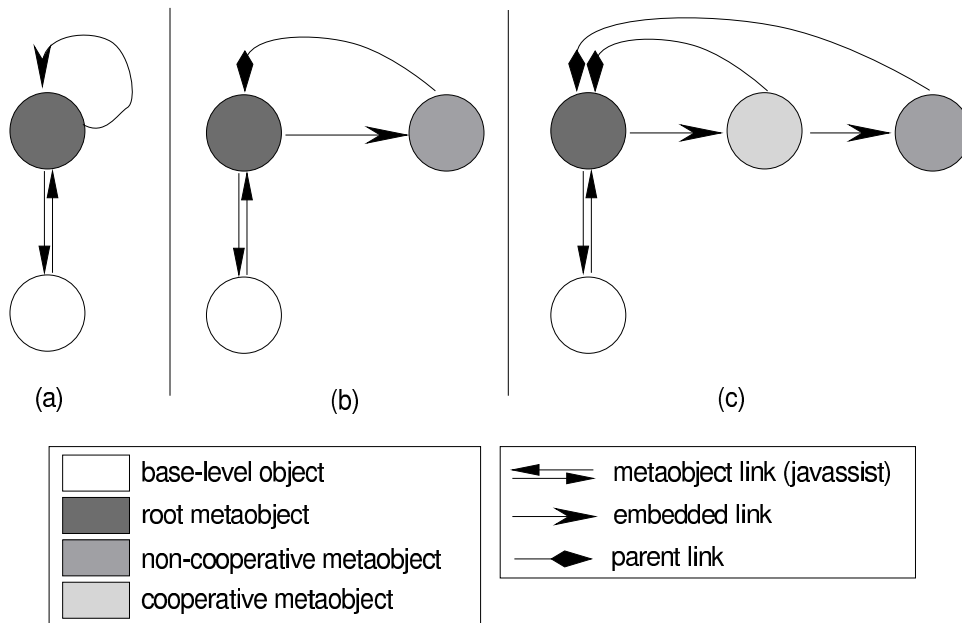 (a)
(b)
(c)
base-level object
root metaobject
non-cooperative metaobject
cooperative metaobject
metaobject link (javassist)
embedded link
parent link